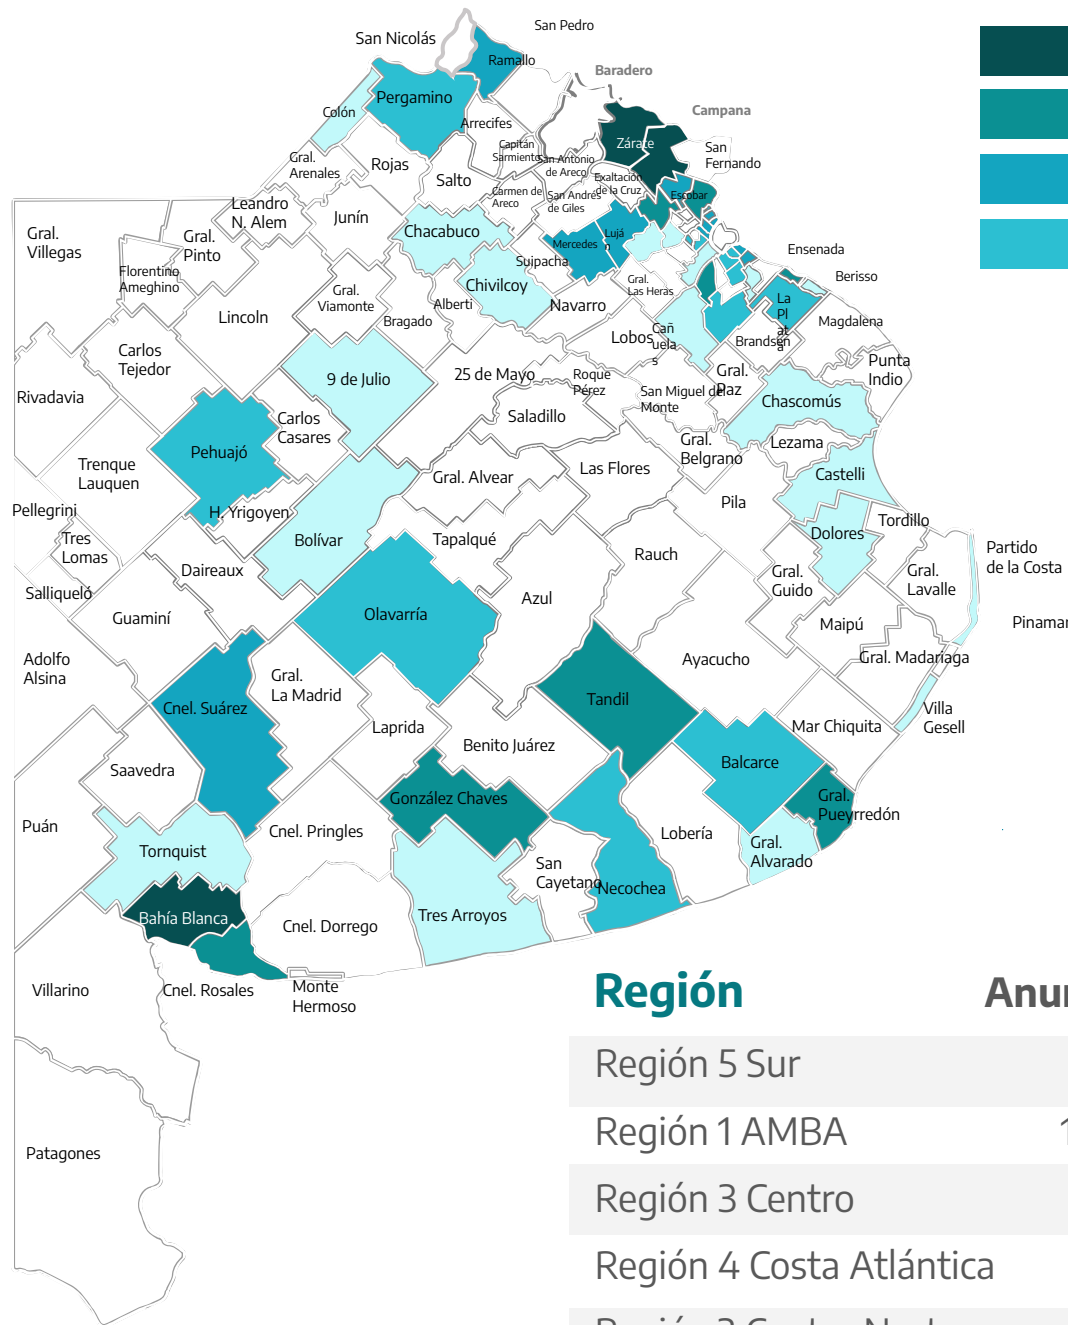 San Pedro
San Nicolás
Ramallo
Baradero
Pergamino
Campana
Colón
Arrecifes
Zárate
Capitán
Sarmiento
San
Fernando
San Antonio
de Areco
Gral.
Arenales
Rojas
Salto
Exaltación
de la Cruz
Carmen de
Areco
San Andrés
de Giles
Escobar
Leandro
N. Alem
Junín
Chacabuco
Luján
Mercedes
Gral.
Villegas
Gral.
Pinto
Suipacha
Ensenada
Berisso
Florentino
Ameghino
Gral.
Viamonte
Chivilcoy
Gral.
Las Heras
Alberti
Navarro
La
Pl
at
a
Lincoln
Bragado
Magdalena
Lobos
Cañ
uela
s
Brandsen
Carlos
Tejedor
Punta
Indio
9 de Julio
25 de Mayo
Roque
Pérez
Gral.
Paz
Rivadavia
San Miguel de
Monte
Chascomús
Carlos
Casares
Saladillo
Pehuajó
Gral.
Belgrano
Lezama
Trenque
Lauquen
Gral. Alvear
Las Flores
Castelli
Pila
Pellegrini
H. Yrigoyen
Tordillo
Tres
Lomas
Bolívar
Tapalqué
Dolores
Rauch
Partido
de la Costa
Daireaux
Gral.
Guido
Gral.
Lavalle
Salliqueló
Azul
Guaminí
Olavarría
Maipú
Pinamar
Adolfo
Alsina
Ayacucho
Gral. Madariaga
Gral.
La Madrid
Tandil
Cnel. Suárez
Villa
Gesell
Laprida
Mar Chiquita
Benito Juárez
Saavedra
Balcarce
González Chaves
Gral.
Pueyrredón
Puán
Cnel. Pringles
Lobería
Tornquist
Gral.
Alvarado
San
Cayetano
Necochea
Bahía Blanca
Tres Arroyos
Cnel. Dorrego
Villarino
Cnel. Rosales
Monte
Hermoso
Patagones
Región Anun
Región 5 Sur
Región 1 AMBA 1
Región 3 Centro
Región 4 Costa Atlántica